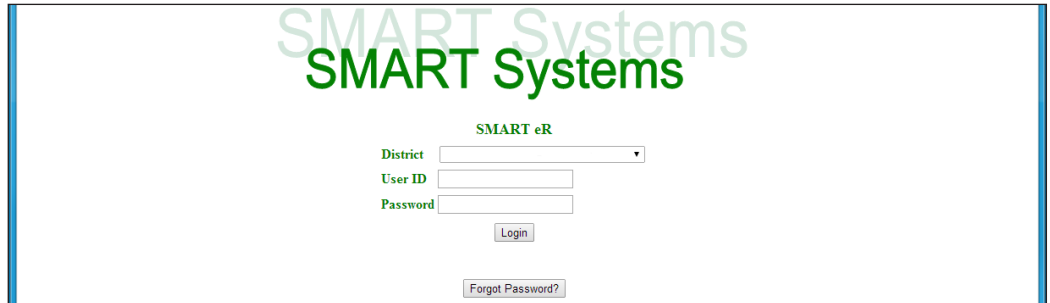 SMART Systems
SMART Systems
SMART eR
District
User ID
Password
Login
Forgot Password?